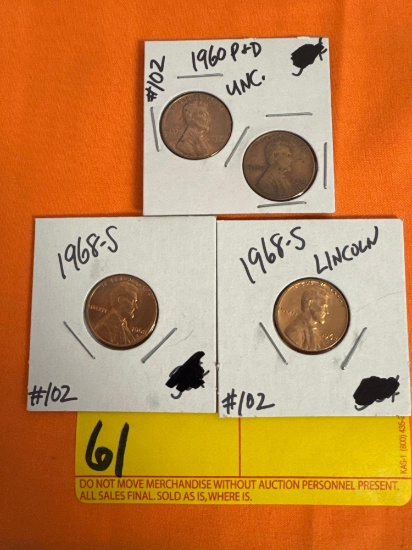 #102
1960 P+D
UNC.
1968-S
#102
1968-S
LINCOLN
#102
61
DO NOT MOVE MERCHANDISE WITHOUT AUCTION PERSONNEL PRESENT.
ALL SALES FINAL. SOLD AS IS, WHERE IS.